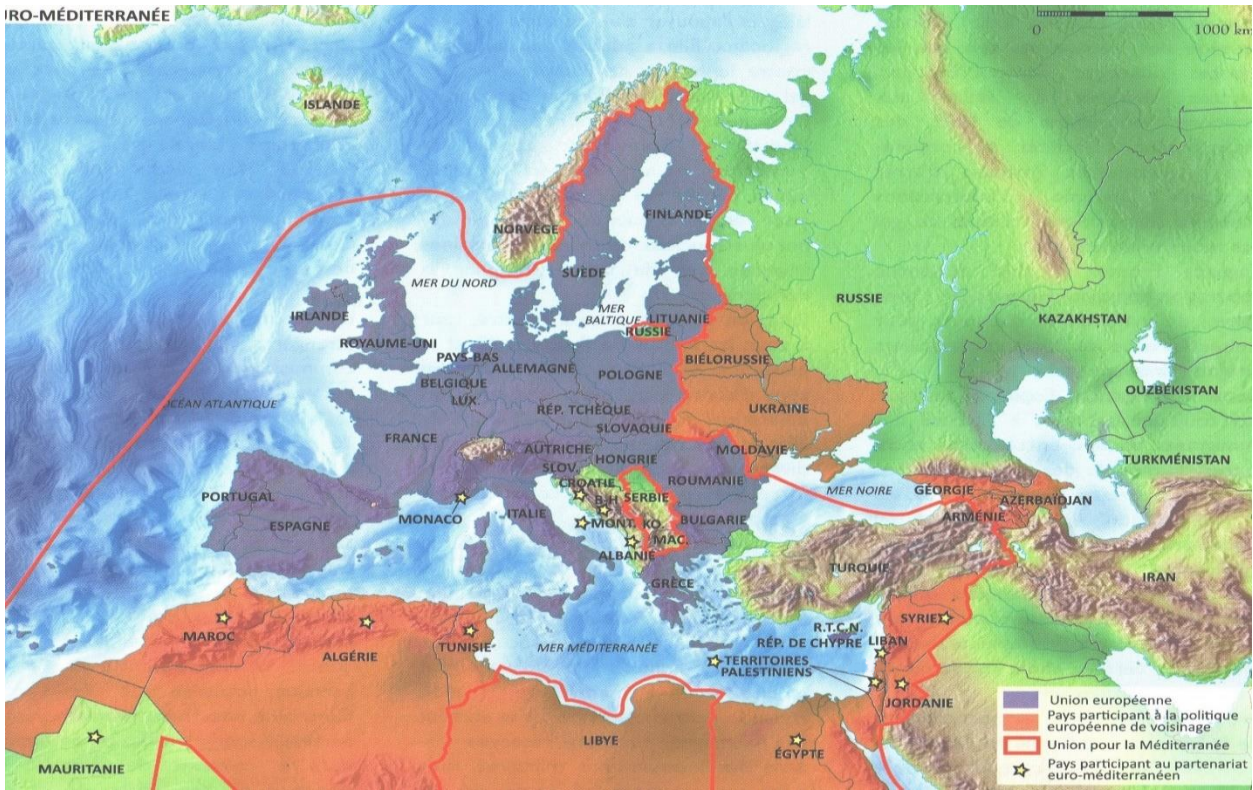 URO-MÉDITERRANÉE
0 1000 km
ISLANDE
NORVÈGE
FINLANDE
SUÈDE
MER DU NORD
MER
BALTIQUE
RUSSIE
IRLANDE
LITUANIE
RUSSIE
ROYAUME-UNI
KAZAKHSTAN
PAYS-BAS
ALLEMAGNE
POLOGNE
BIÉLORUSSIE
BELGIQUE
LUX.
OUZBÉKISTAN
OCÉAN ATLANTIQUE
RÉP. TCHÈQUE
UKRAINE
SLOVAQUIE
FRANCE
AUTRICHE
SLOV.
HONGRIE
MOLDAVIE
TURKMÉNISTAN
ROUMANIE
CROATIE
B.H.
SERBIE
MER NOIRE
GÉORGIE
AZERBAÏDJAN
PORTUGAL
ESPAGNE
MONACO
ITALIE
MONT.
KO.
BULGARIE
ARMÉNIE
MAC.
ALBANIE
TURQUIE
IRAN
GRÈCE
SYRIE
R.T.C.N.
RÉP. DE CHYPRE
LIBAN
MAROC
ALGÉRIE
TUNISIE
MER MÉDITERRANÉE
TERRITOIRES
PALESTINIENS
JORDANIE
LIBYE
ÉGYPTE
MAURITANIE
Union européenne
Pays participant à la politique
européenne de voisinage
Union pour la Méditerranée
Pays participant au partenariat
euro-méditerranéen